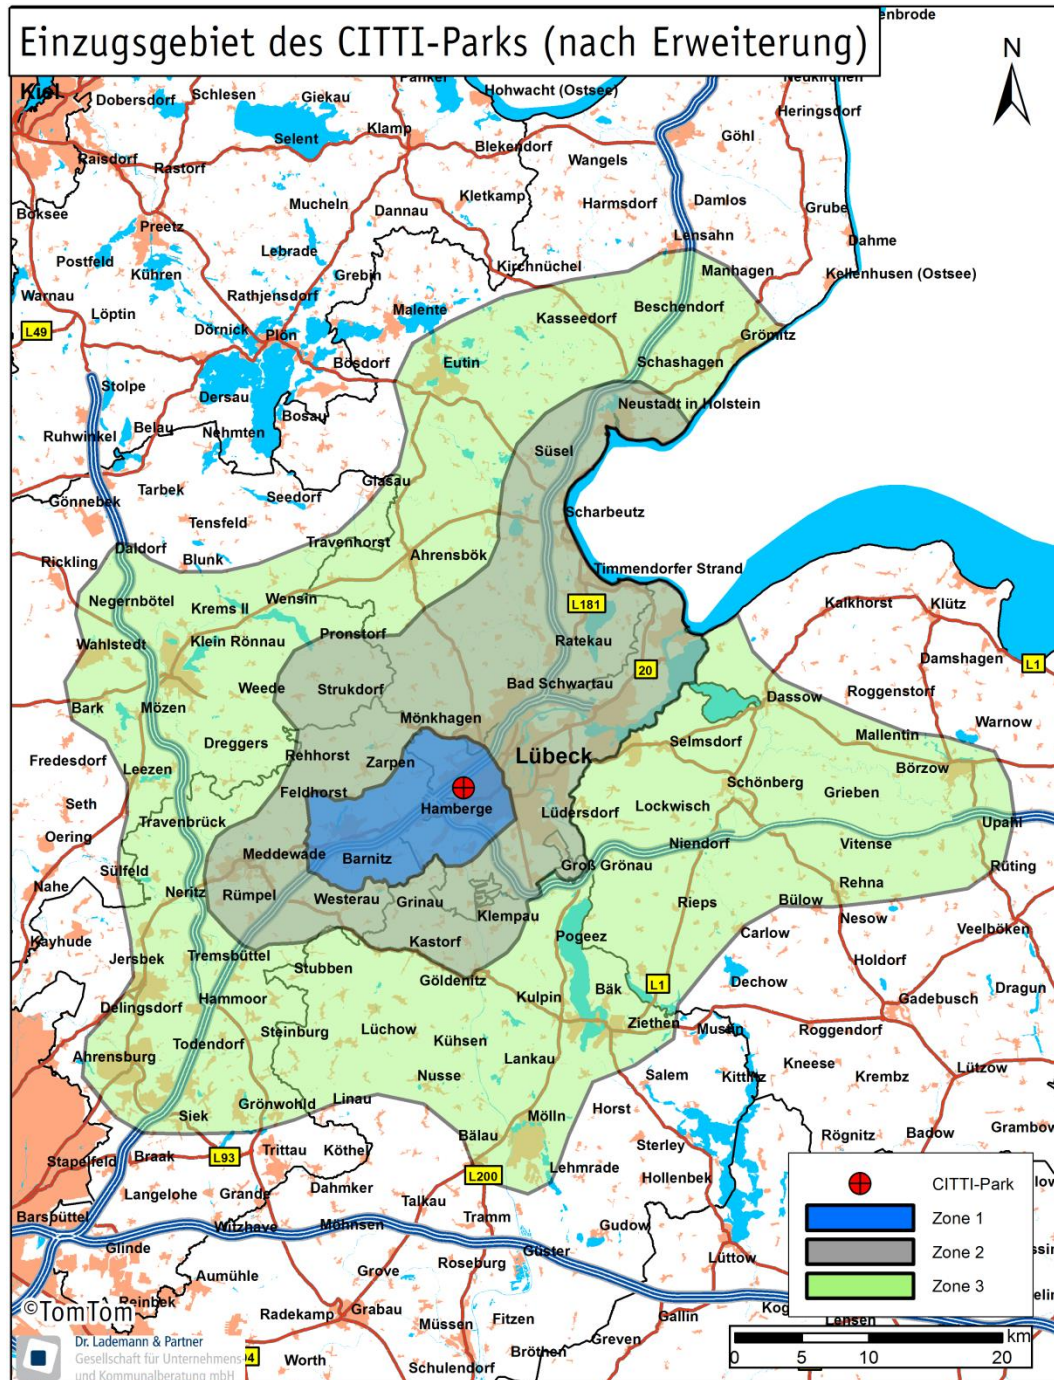 Einzugsgebiet des CITTI-Parks (nach Erweiterung)
enbrode
N
Kiel
Dobersdorf
Schlesen
Giekau
Panker
Hohwacht (Ostsee)
Neukirchen
Heringsdorf
Selent
Klamp
Blekendorf
Göhl
Raisdorf
Rastorf
Wangels
Mucheln
Dannau
Kletkamp
Harmsdorf
Damlos
Grube
Boksee
Preetz
Lensahn
Dahme
Postfeld
Lebrade
Kühren
Grebin
Kirchnüchel
Manhagen
Kellenhusen (Ostsee)
Warnau
Rathjensdorf
Malente
Beschendorf
Löptin
Kasseedorf
L49
Dörnick
Plön
Grömitz
Bösdorf
Eutin
Schashagen
Stolpe
Dersau
Neustadt in Holstein
Bosau
Ruhwinkel
Belau
Nehmten
Süsel
Glasau
Tarbek
Seedorf
Gönnebek
Scharbeutz
Tensfeld
Travenhorst
Daldorf
Blunk
Ahrensbök
Rickling
Timmendorfer Strand
Negernbötel
Krems II
Wensin
L181
Kalkhorst
Klütz
Wahlstedt
Klein Rönnau
Pronstorf
Ratekau
Damshagen
L1
20
Weede
Strukdorf
Bad Schwartau
Dassow
Roggenstorf
Bark
Mözen
Mönkhagen
Warnow
Dreggers
Rehhorst
Zarpen
Lübeck
Selmsdorf
Mallentin
Fredesdorf
Leezen
Börzow
Feldhorst
Schönberg
Grieben
Seth
Hamberge
Lüdersdorf
Lockwisch
Travenbrück
Upahl
Oering
Meddewade
Barnitz
Niendorf
Vitense
Sülfeld
Groß Grönau
Rüting
Nahe
Neritz
Rümpel
Westerau
Grinau
Rieps
Bülow
Rehna
Klempau
Nesow
Kayhude
Veelböken
Jersbek
Tremsbüttel
Kastorf
Pogeez
Carlow
Stubben
Göldenitz
Holdorf
Bäk
L1
Dechow
Dragun
Delingsdorf
Hammoor
Kulpin
Gadebusch
Steinburg
Lüchow
Ziethen
Mustin
Roggendorf
Ahrensburg
Todendorf
Kühsen
Lankau
Kneese
Nusse
Salem
Kittlitz
Krembz
Lützow
Siek
Grönwohld
Linau
Mölln
Horst
Grambow
Bälau
Sterley
Rögnitz
Badow
Stapelfeld
Braak
L93
Trittau
Köthel
Lehmrade
Hollenbek
L200
Langelohe
Grande
Dahmker
Talkau
Barsbüttel
Witzhave
Möhnsen
Tramm
Gudow
Glinde
Güster
Lüttow
Roseburg
Aumühle
Grove
Reinbek
Radekamp
Grabau
Müssen
Fitzen
Gallin
Greven
Lensen
Worth
Bröthen
Schulendorf
CITTI-Park
Zone 1
Zone 2
Zone 3
km
0 5 10 20
©TomTom
Dr. Lademann & Partner
Gesellschaft für Unternehmens-
und Kommunalberatung mbH